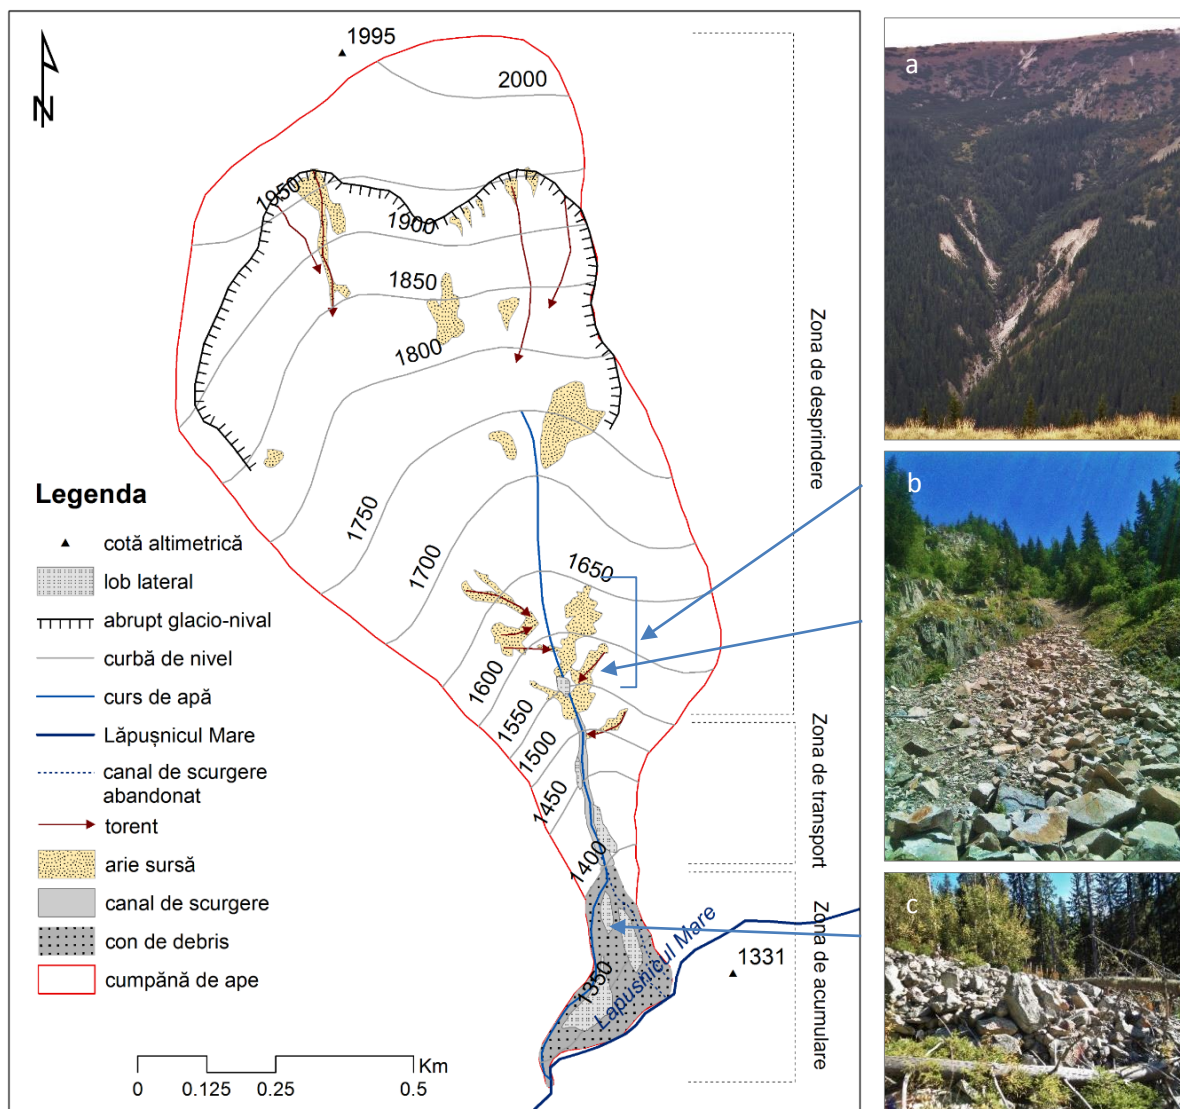 1995
2000
1950
1900
1850
1800
1750
1700
1650
1600
1550
1500
1450
1400
1350
1331
N
Lapusnicul Mare
Zona de desprindere
Zona de transport
Zona de acumulare
Legenda
cotă altimetrică
lob lateral
abrupt glacio-nival
curbă de nivel
curs de apă
Lăpușnicul Mare
canal de scurgere
abandonat
torent
arie sursă
canal de scurgere
con de debris
cumpănă de ape
Km
0 0.125 0.25 0.5
a
b
c